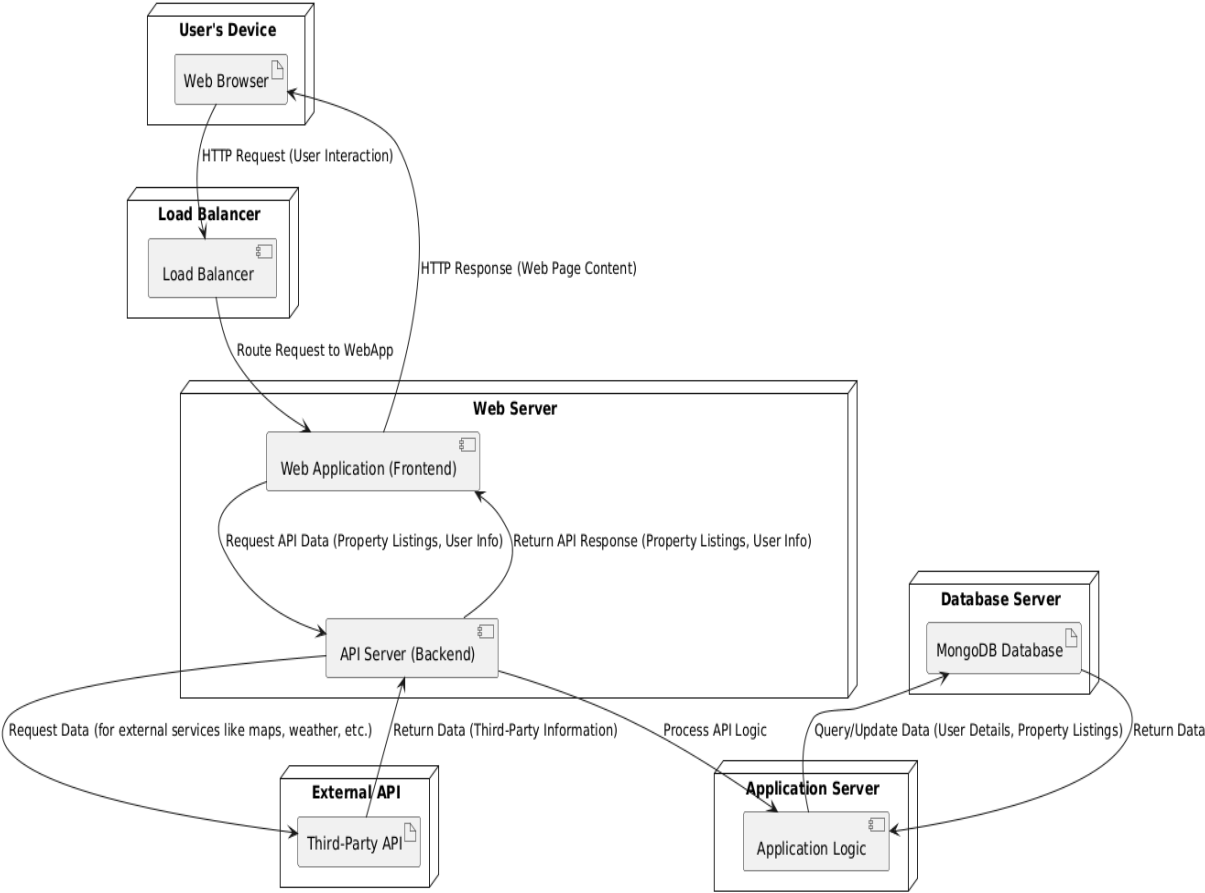 User's Device
Web Browser
HTTP Request (User Interaction)
Load Balancer
Load Balancer
HTTP Response (Web Page Content)
Route Request to WebApp
Web Server
Web Application (Frontend)
Request API Data (Property Listings, User Info)
Return API Response (Property Listings, User Info)
API Server (Backend)
Database Server
MongoDB Database
Request Data (for external services like maps, weather, etc.)
Return Data (Third-Party Information)
Process API Logic
Query/Update Data (User Details, Property Listings)
Return Data
External API
Third-Party API
Application Server
Application Logic